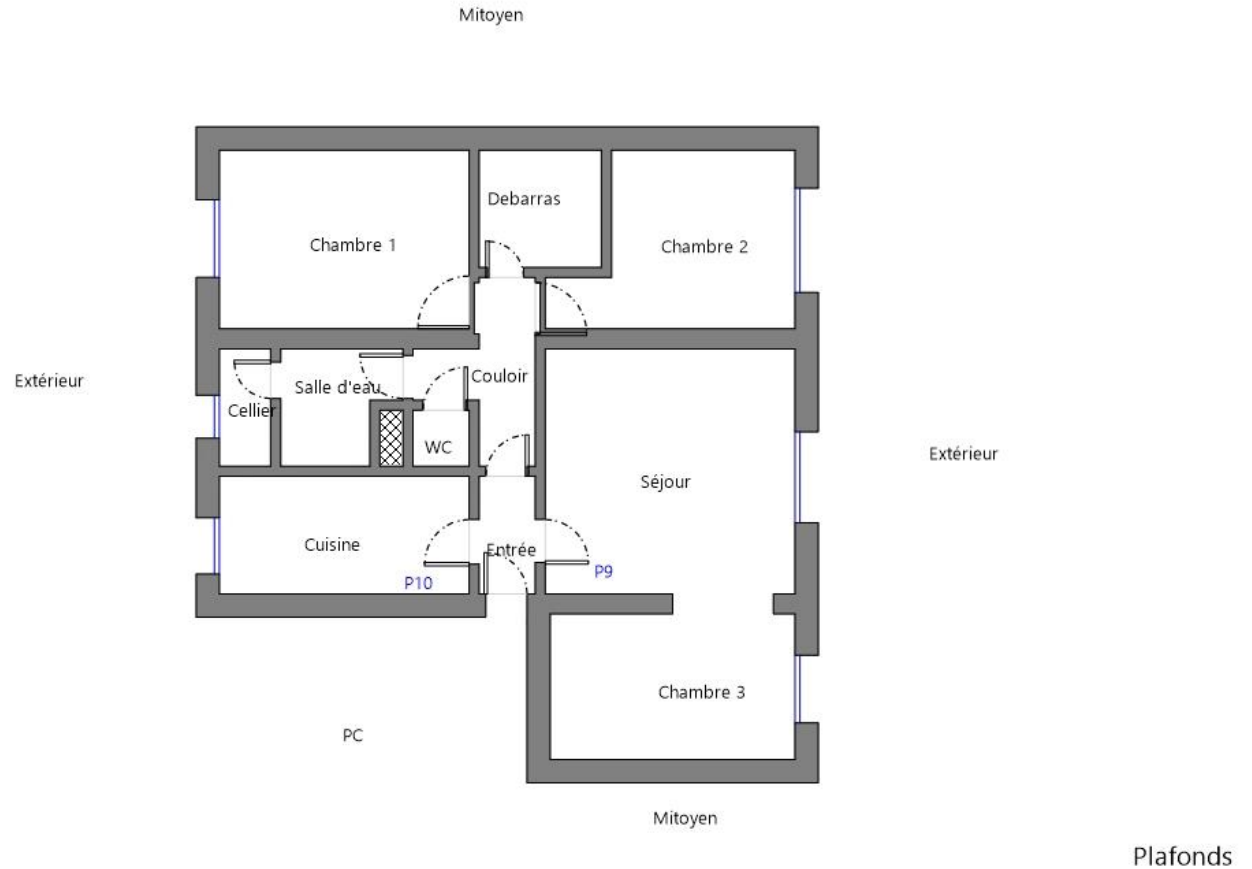 Mitoyen
Debarras
Chambre 1
Chambre 2
Extérieur
Salle d'eau
Couloir
Cellier
WC
Extérieur
Séjour
Cuisine
Entrée
P10
P9
Chambre 3
PC
Mitoyen
Plafonds